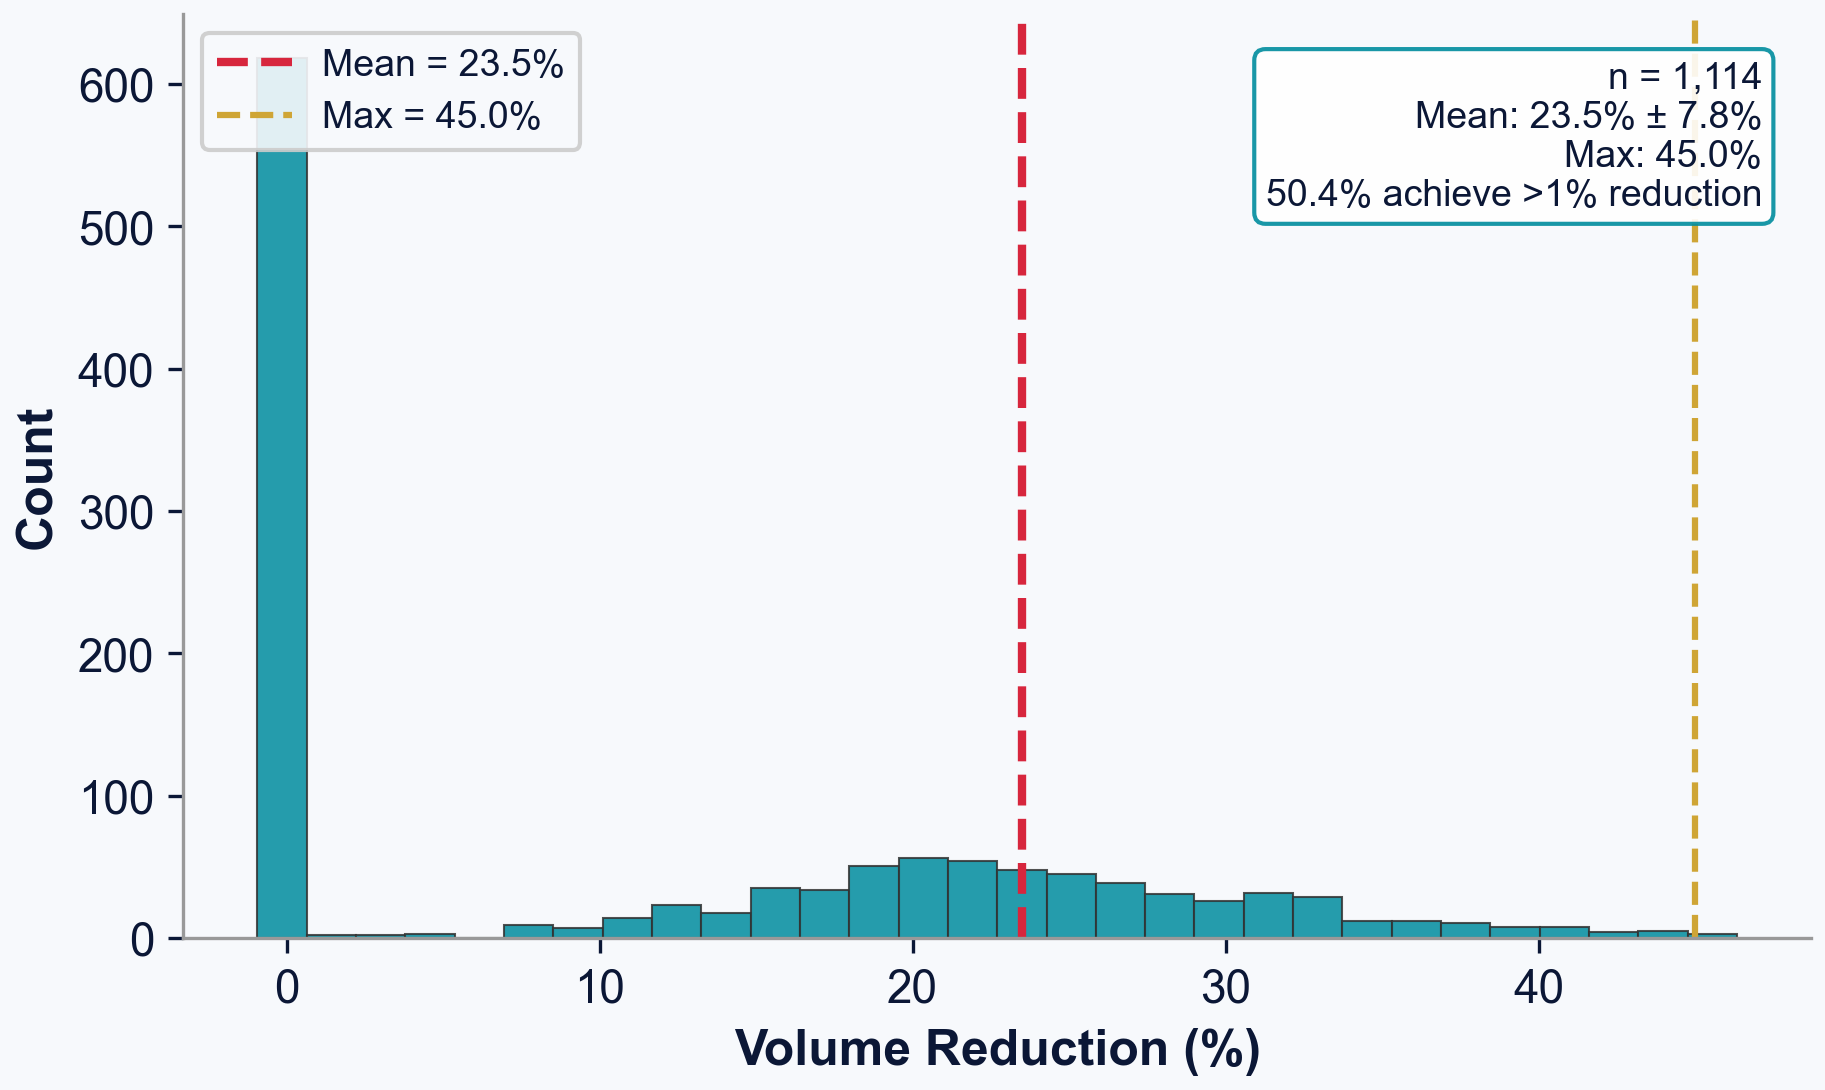 Mean = 23.5%
Max = 45.0%
n = 1,114
Mean: 23.5% ± 7.8%
Max: 45.0%
50.4% achieve >1% reduction
600
500
400
300
200
100
0
Count
0 10 20 30 40
Volume Reduction (%)